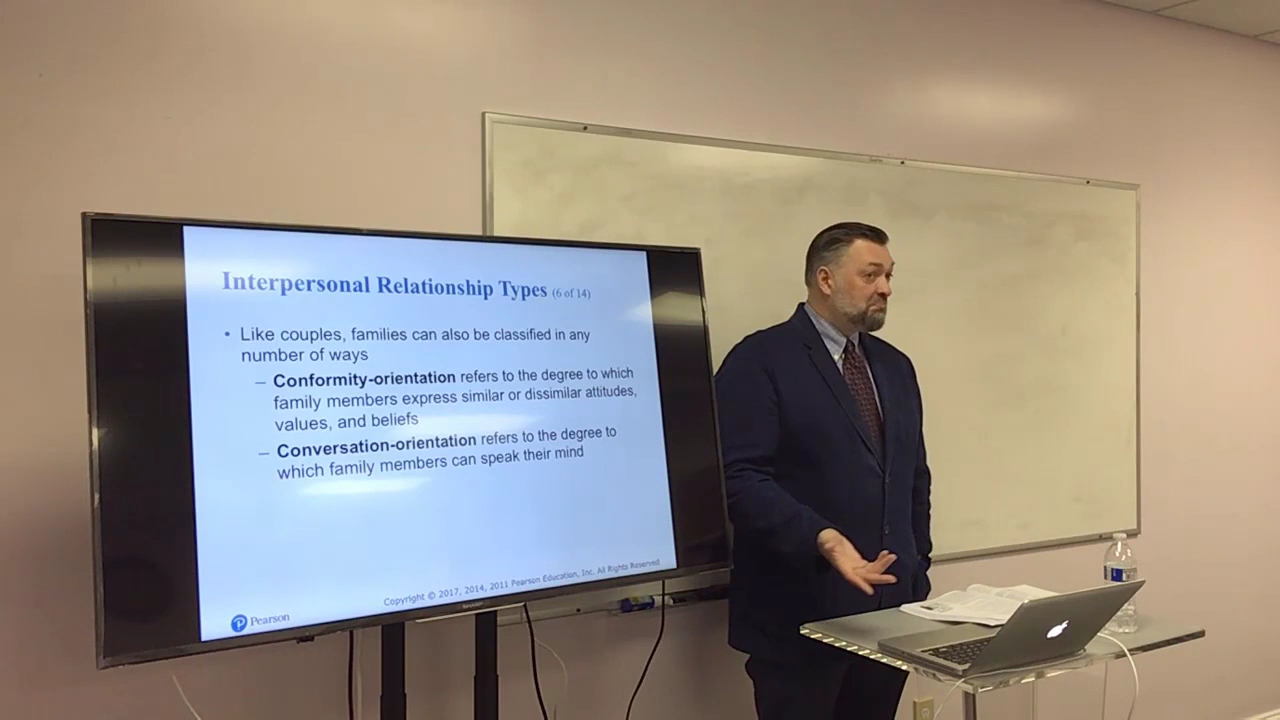 Interpersonal Relationship Types (6 of 14)
• Like couples, families can also be classified in any
number of ways
– Conformity-orientation refers to the degree to which
family members express similar or dissimilar attitudes,
values, and beliefs
– Conversation-orientation refers to the degree to
which family members can speak their mind
Copyright © 2017, 2014, 2011 Pearson Education, Inc. All Rights Reserved
Pearson